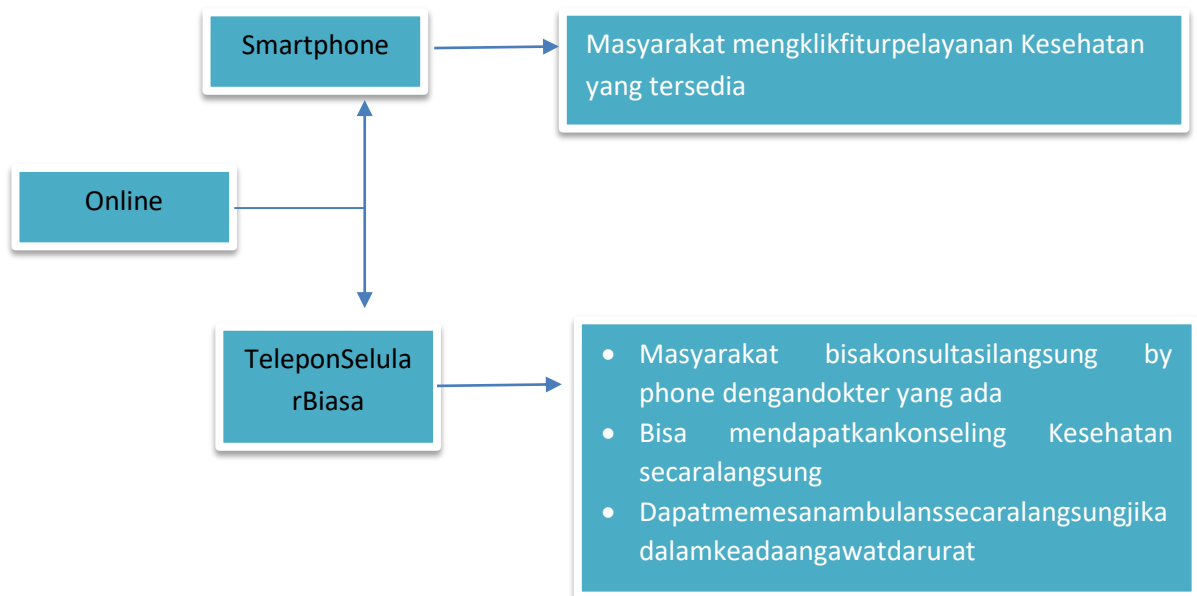 Smartphone
Masyarakat mengklikfiturpelayanan Kesehatan
yang tersedia
Online
TeleponSelula
rBiasa
• Masyarakat bisakonsultasilangsung by
phone dengandokter yang ada
• Bisa mendapatkankonseling Kesehatan
secaralangsung
• Dapatmemesanambulanssecaralangsungjika
dalamkeadaangawatdarurat